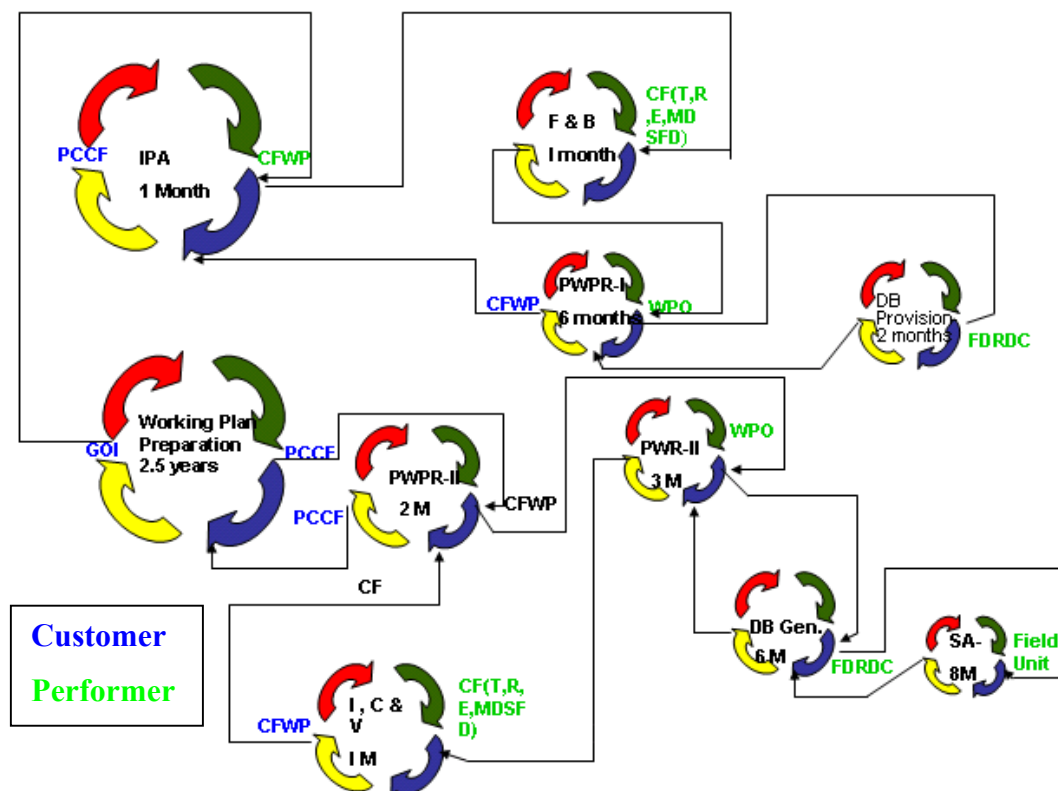 CF(T,R
,E,MD
SFD)
F & B
I month
PCCF
IPA
CFWP
1 Month
PWPR-I
CFWP
WPO
6 months
DB
Provision
2 months
FDRDC
Working Plan
Preparation
2.5 years
GOI
PCCF
PWPR-II
2 M
PCCF
CFWP
CF
PWR-II
3 M
WPO
DB Gen.
6 M
FDRDC
SA-
8M
Field
Unit
Customer
Performer
I , C &
V
I M
CFWP
CF(T,R,
E,MDSF
D)